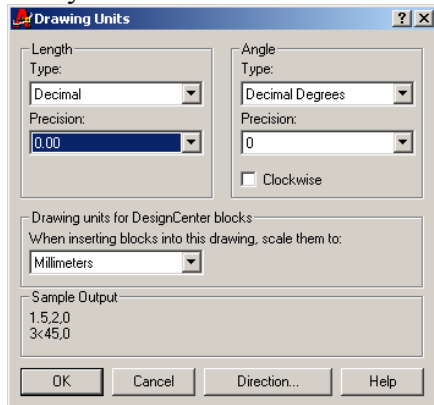 Drawing Units
Length
Type:
Decimal
Precision:
0.00
Angle
Type:
Decimal Degrees
Precision:
0
Clockwise
Drawing units for DesignCenter blocks
When inserting blocks into this drawing, scale them to:
Millimeters
Sample Output
1.5,2,0
3<45,0
OK Cancel Direction... Help